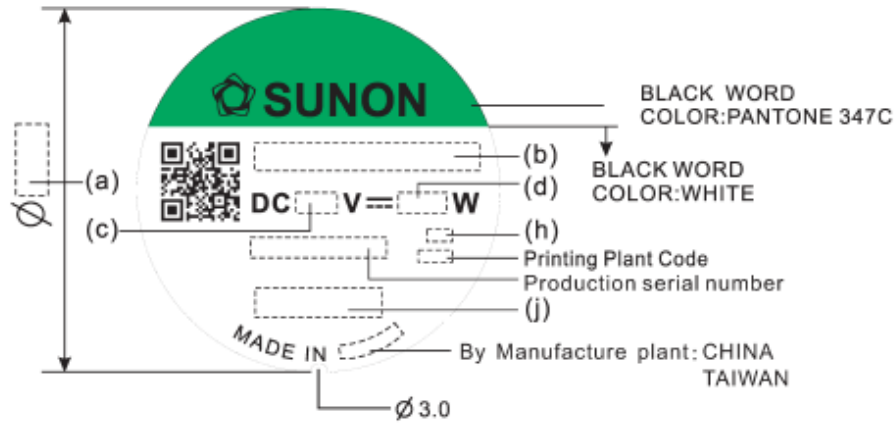 SUNON
BLACK WORD
COLOR:PANTONE 347C
(b)
BLACK WORD
COLOR:WHITE
(a)
(d)
DC V W
(c)
(h)
Printing Plant Code
Production serial number
(j)
MADE IN
By Manufacture plant: CHINA
TAIWAN
Ø
Ø 3.0